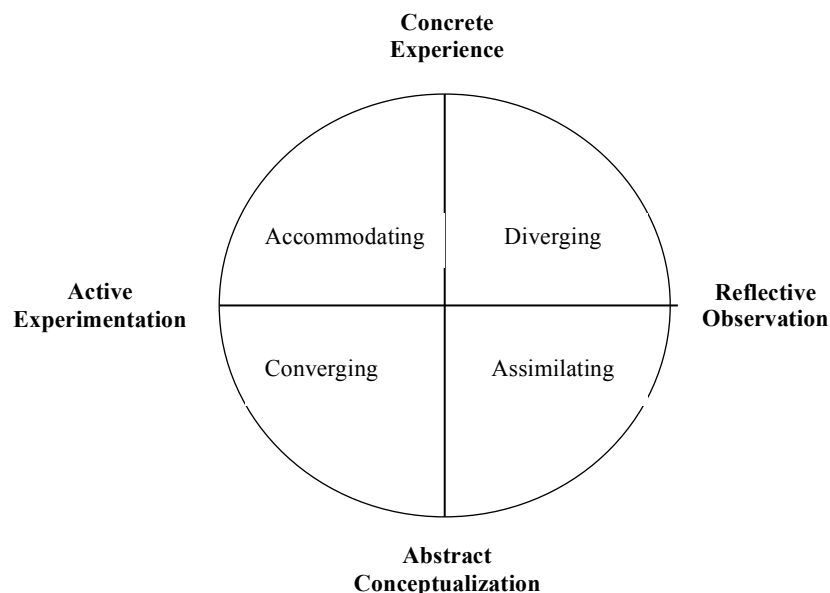 Concrete
Experience
Accommodating
Diverging
Active
Experimentation
Reflective
Observation
Converging
Assimilating
Abstract
Conceptualization